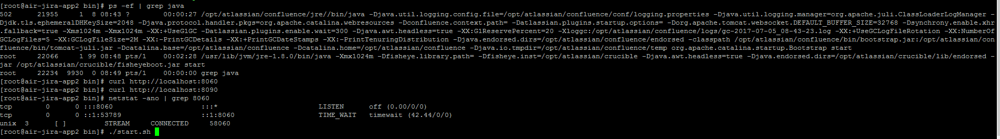 [root@air-jira-app2 bin]# ps -ef | grep java
502      21955     1  8 08:43 ?        00:00:27 /opt/atlassian/confluence/jre//bin/java -Djava.util.logging.config.file=/opt/atlassian/confluence/conf/logging.properties -Djava.util.logging.manager=org.apache.juli.ClassLoaderLogManager -
Djdk.tls.ephemeralDHKeySize=2048 -Djava.protocol.handler.pkgs=org.apache.catalina.webresources -Dconfluence.context.path= -Datlassian.plugins.startup.options= -Dorg.apache.tomcat.websocket.DEFAULT_BUFFER_SIZE=32768 -Dsynchrony.enable.xhr
.fallback=true -Xms1024m -Xmx1024m -XX:+UseG1GC -Datlassian.plugins.enable.wait=300 -Djava.awt.headless=true -XX:G1ReservePercent=20 -Xloggc:/opt/atlassian/confluence/logs/gc-2017-07-05_08-43-23.log -XX:+UseGCLogFileRotation -XX:NumberOf
GCLogFiles=5 -XX:GCLogFileSize=2M -XX:-PrintGCDetails -XX:+PrintGCDateStamps -XX:-PrintTenuringDistribution -Djava.endorsed.dirs=/opt/atlassian/confluence/endorsed -classpath /opt/atlassian/confluence/bin/bootstrap.jar:/opt/atlassian/con
fluence/bin/tomcat-juli.jar -Dcatalina.base=/opt/atlassian/confluence -Dcatalina.home=/opt/atlassian/confluence -Djava.io.tmpdir=/opt/atlassian/confluence/temp org.apache.catalina.startup.Bootstrap start
root     22066     1 99 08:48 pts/1    00:02:28 /usr/lib/jvm/jre-1.8.0/bin/java -Xmx1024m -Dfisheye.library.path= -Dfisheye.inst=/opt/atlassian/crucible -Djava.awt.headless=true -Djava.endorsed.dirs=/opt/atlassian/crucible/lib/endorsed -
jar /opt/atlassian/crucible/fisheyeboot.jar start
root     22234  9930  0 08:49 pts/1    00:00:00 grep java
[root@air-jira-app2 bin]# curl http://localhost:8060
[root@air-jira-app2 bin]# curl http://localhost:8090
[root@air-jira-app2 bin]# netstat -ano | grep 8060
tcp        0      0 :::8060                     :::*                        LISTEN      off (0.00/0/0)
tcp        0      0 ::1:53789                   ::1:8060                    TIME_WAIT   timewait (42.44/0/0)
unix  3      [ ]         STREAM     CONNECTED     58060
[root@air-jira-app2 bin]# ./start.sh